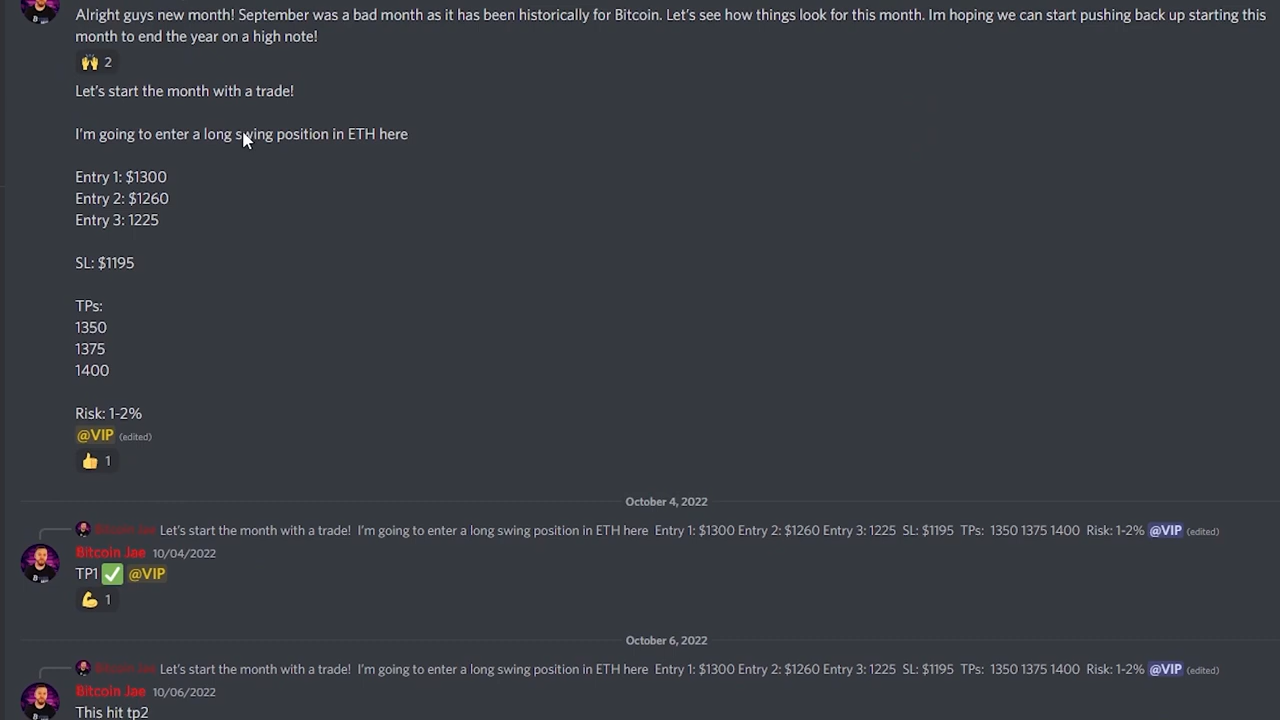 Alright guys new month! September was a bad month as it has been historically for Bitcoin. Let's see how things look for this month. Im hoping we can start pushing back up starting this
month to end the year on a high note!
2
Let's start the month with a trade!
I'm going to enter a long swing position in ETH here
Entry 1: $1300
Entry 2: $1260
Entry 3: 1225
SL: $1195
TPs:
1350
1375
1400
Risk: 1-2%
@VIP (edited)
1
October 4, 2022
Bitcoin Jae Let's start the month with a trade! I'm going to enter a long swing position in ETH here Entry 1: $1300 Entry 2: $1260 Entry 3: 1225 SL: $1195 TPs: 1350 1375 1400 Risk: 1-2% @VIP (edited)
Bitcoin Jae 10/04/2022
TP1 ✅ @VIP
1
October 6, 2022
Bitcoin Jae Let's start the month with a trade! I'm going to enter a long swing position in ETH here Entry 1: $1300 Entry 2: $1260 Entry 3: 1225 SL: $1195 TPs: 1350 1375 1400 Risk: 1-2% @VIP (edited)
Bitcoin Jae 10/06/2022
This hit tp2